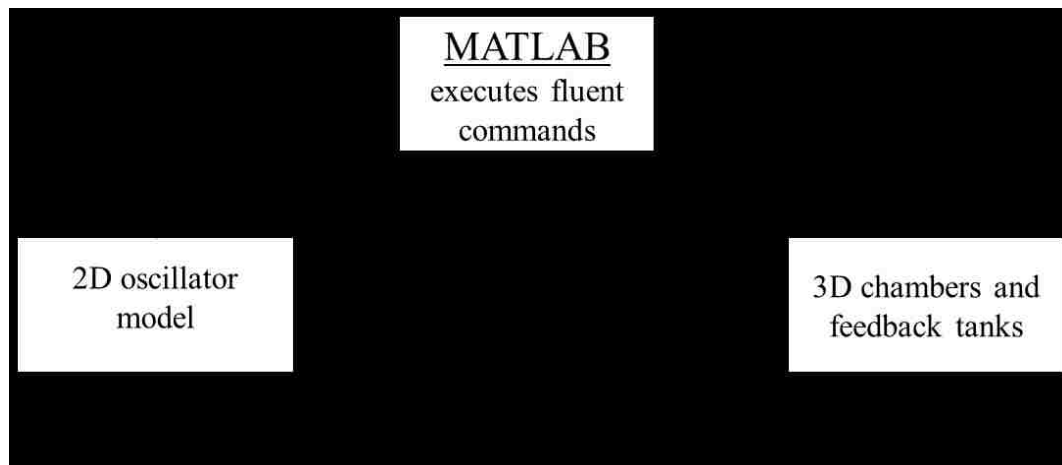 MATLAB
executes fluent
commands
2D oscillator
model
3D chambers and
feedback tanks